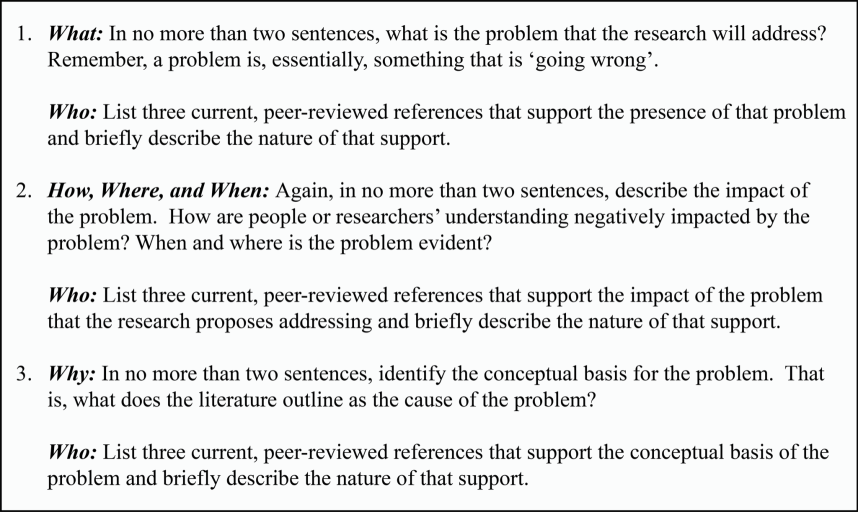 1. What: In no more than two sentences, what is the problem that the research will address?
Remember, a problem is, essentially, something that is ‘going wrong’.
Who: List three current, peer-reviewed references that support the presence of that problem
and briefly describe the nature of that support.
2. How, Where, and When: Again, in no more than two sentences, describe the impact of
the problem.  How are people or researchers’ understanding negatively impacted by the
problem? When and where is the problem evident?
Who: List three current, peer-reviewed references that support the impact of the problem
that the research proposes addressing and briefly describe the nature of that support.
3. Why: In no more than two sentences, identify the conceptual basis for the problem.  That
is, what does the literature outline as the cause of the problem?
Who: List three current, peer-reviewed references that support the conceptual basis of the
problem and briefly describe the nature of that support.